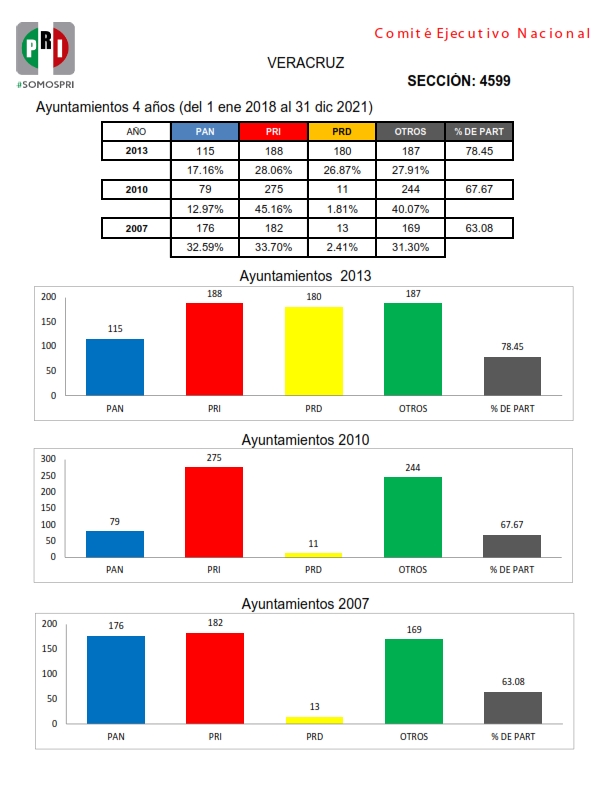 Comité Ejecutivo Nacional
PRI
#SOMOSPRI
VERACRUZ
SECCIÓN: 4599
Ayuntamientos 4 años (del 1 ene 2018 al 31 dic 2021)
AÑO PAN PRI PRD OTROS % DE PART
2013 115 188 180 187 78.45
17.16% 28.06% 26.87% 27.91%
2010 79 275 11 244 67.67
12.97% 45.16% 1.81% 40.07%
2007 176 182 13 169 63.08
32.59% 33.70% 2.41% 31.30%
Ayuntamientos 2013
200
150
100
50
0
115 188 180 187 78.45
PAN PRI PRD OTROS % DE PART
Ayuntamientos 2010
300
250
200
150
100
50
0
79 275 11 244 67.67
PAN PRI PRD OTROS % DE PART
Ayuntamientos 2007
200
150
100
50
0
176 182 13 169 63.08
PAN PRI PRD OTROS % DE PART